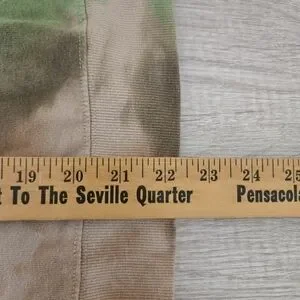 19 20 21 22 23 24 25
t To The Seville Quarter Pensacola